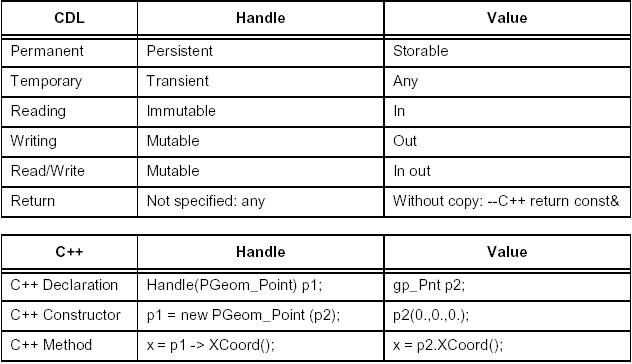 CDL Handle Value
Permanent Persistent Storable
Temporary Transient Any
Reading Immutable In
Writing Mutable Out
Read/Write Mutable In out
Return Not specified: any Without copy: --C++ return const&
C++ Handle Value
C++ Declaration Handle(PGeom_Point) p1; gp_Pnt p2;
C++ Constructor p1 = new PGeom_Point (p2); p2(0.,0.,0.);
C++ Method x = p1 -> XCoord(); x = p2.XCoord();